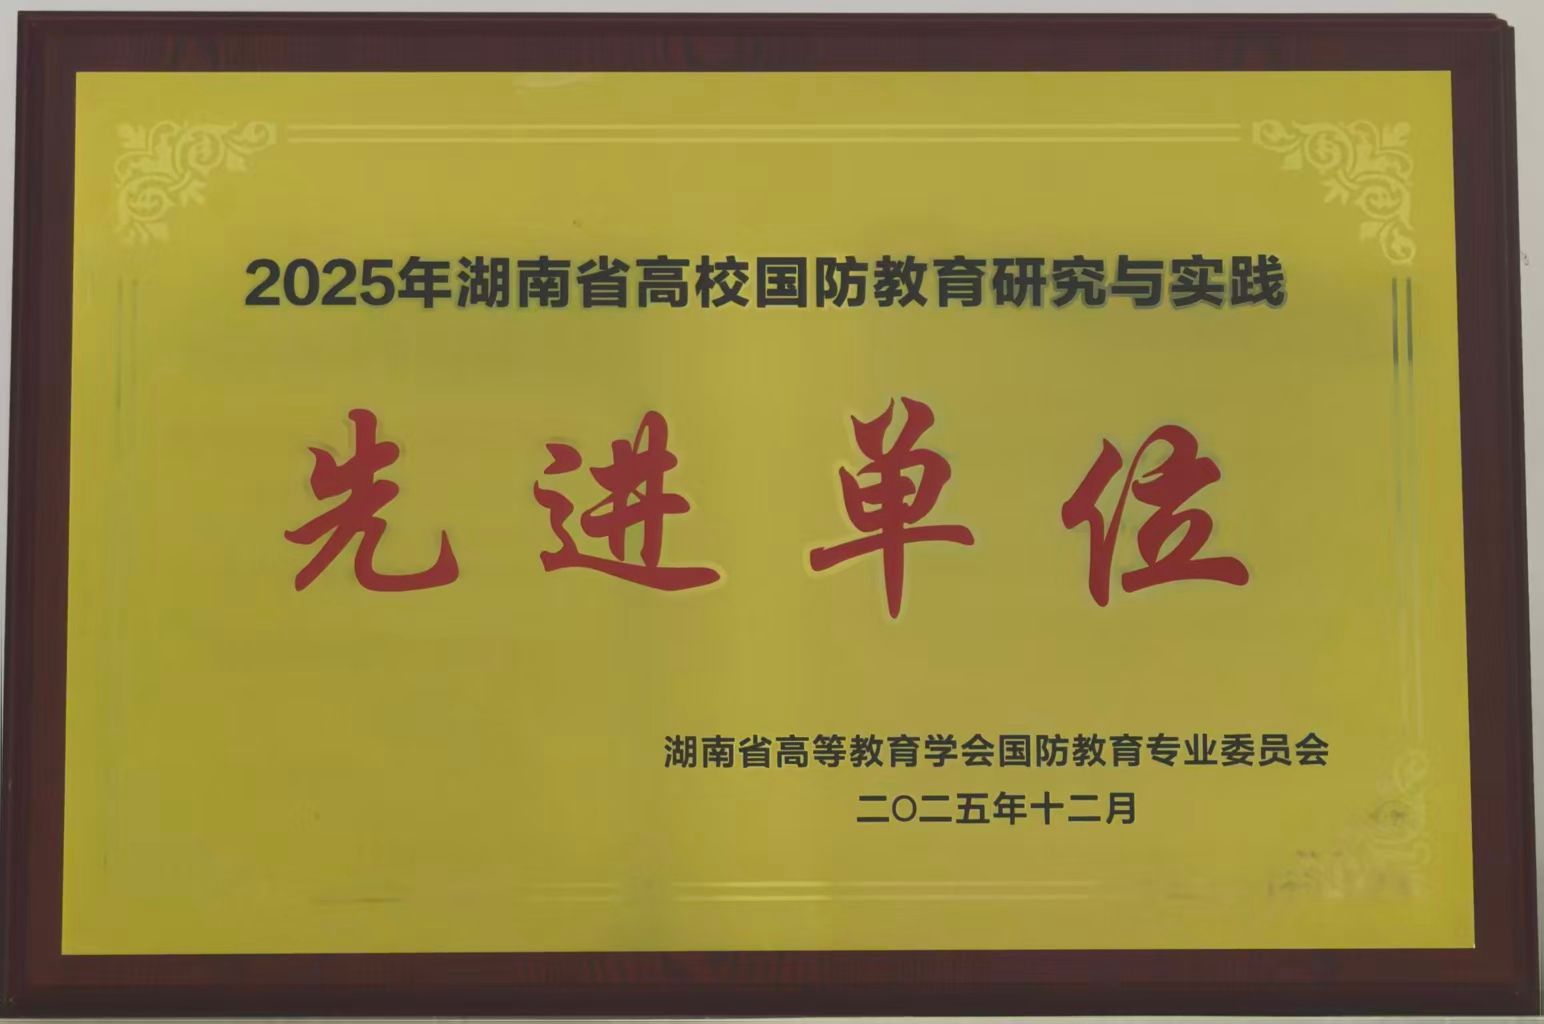 2025年湖南省高校国防教育研究与实践
先进单位
湖南省高等教育学会国防教育专业委员会
二〇二五年十二月